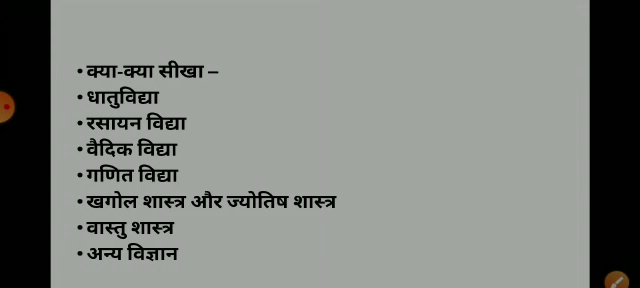 • क्या-क्या सीखा –
• धातुविद्या
• रसायन विद्या
• वैदिक विद्या
• गणित विद्या
• खगोल शास्त्र और ज्योतिष शास्त्र
• वास्तु शास्त्र
• अन्य विज्ञान